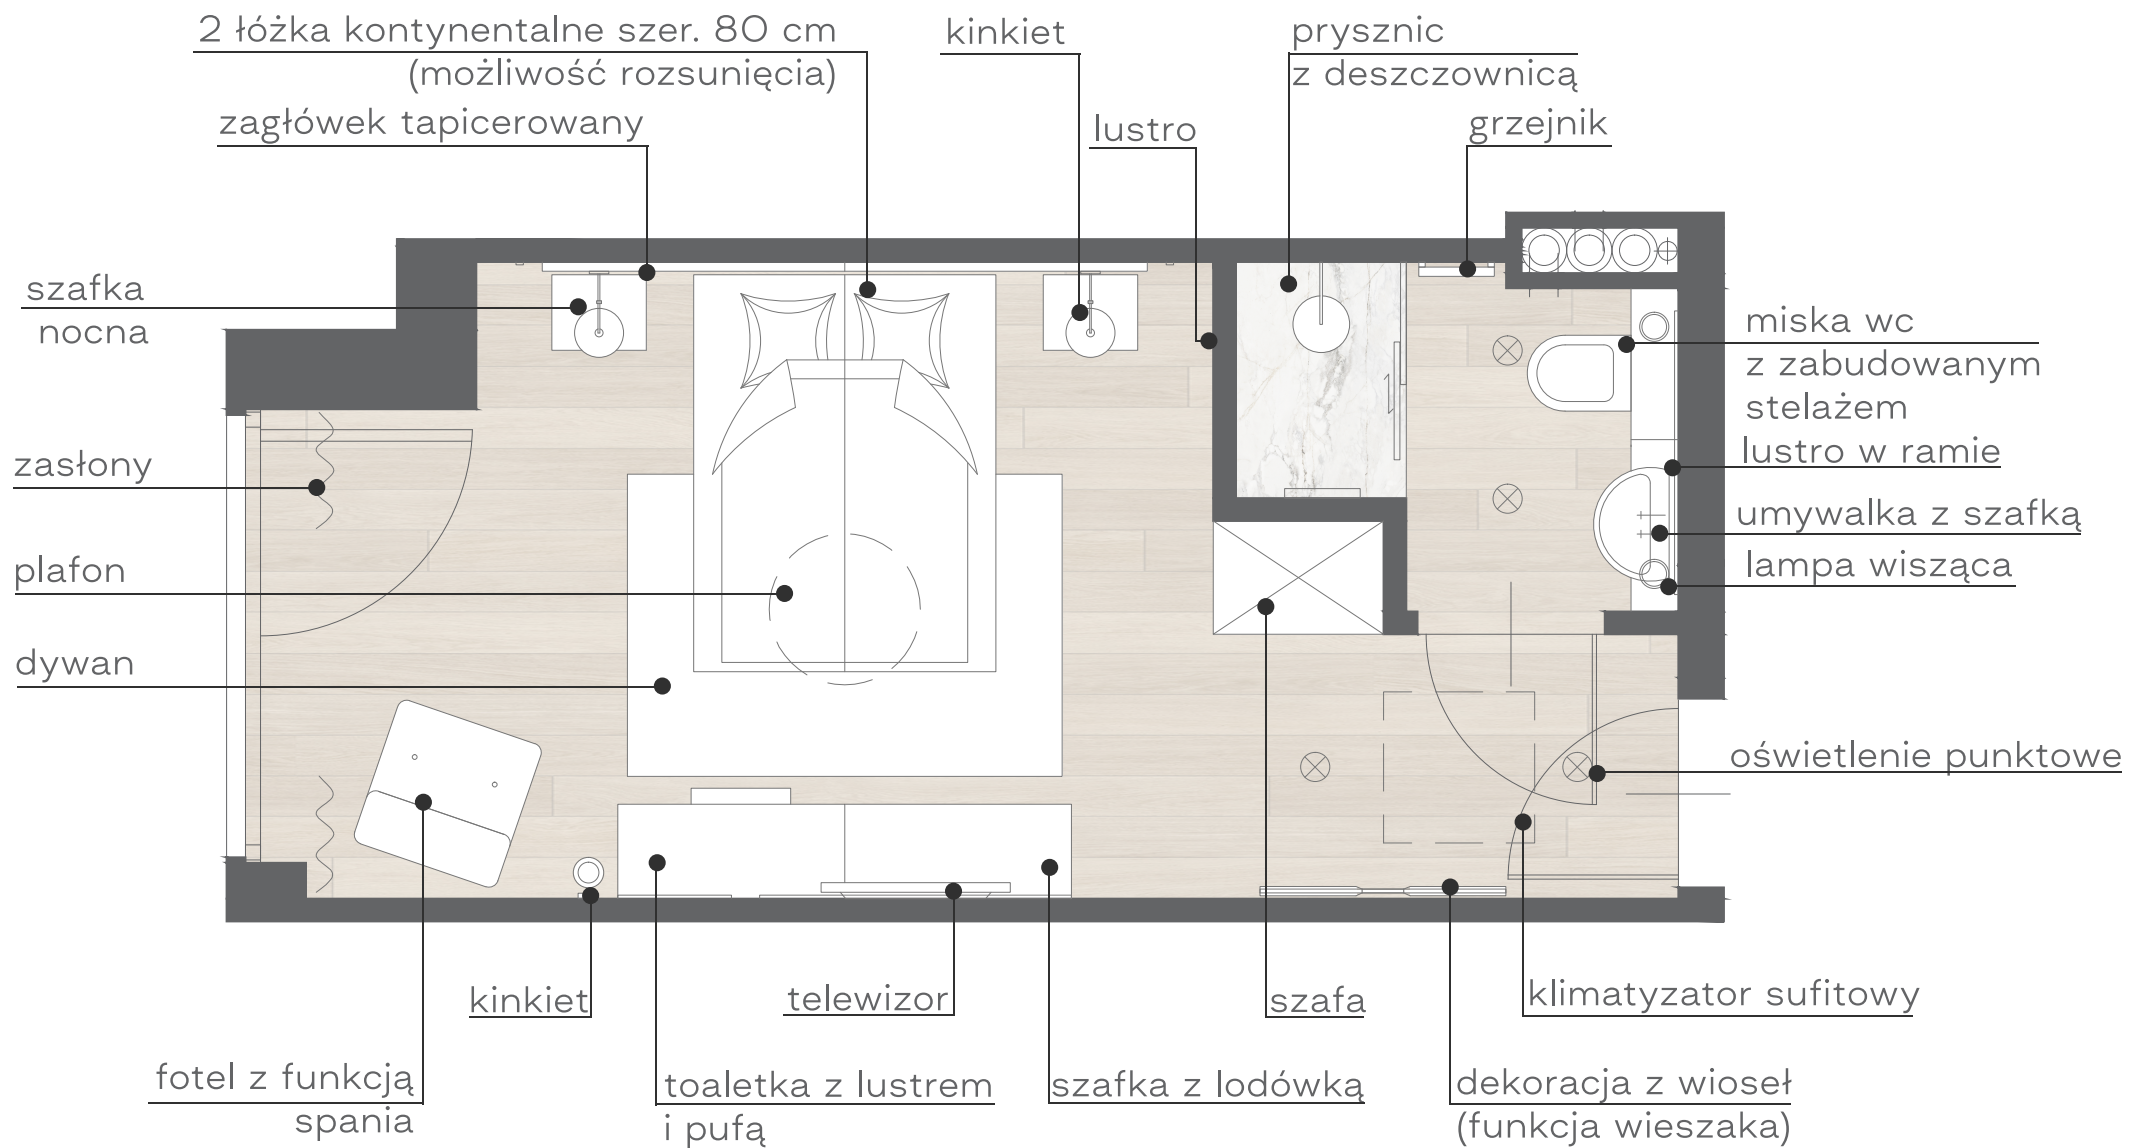 2 łóżka kontynentalne szer. 80 cm
(możliwość rozsunięcia)
kinkiet
prysznic
z deszczownicą
zagłówek tapicerowany
lustro
grzejnik
szafka
nocna
miska wc
z zabudowanym
stelażem
zasłony
lustro w ramie
umywalka z szafką
plafon
lampa wisząca
dywan
oświetlenie punktowe
kinkiet
telewizor
szafa
klimatyzator sufitowy
fotel z funkcją
spania
toaletka z lustrem
i pufą
szafka z lodówką
dekoracja z wioseł
(funkcja wieszaka)